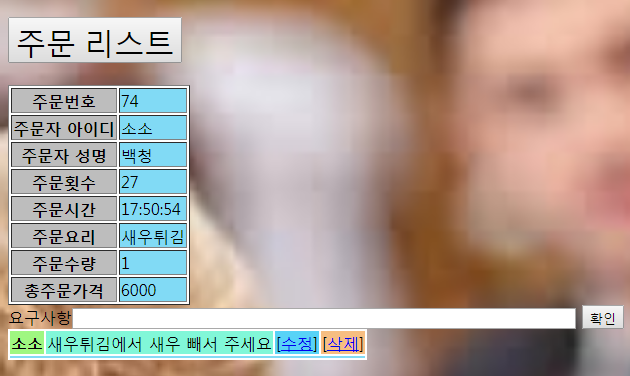 주문 리스트
주문번호 74
주문자 아이디 소소
주문자 성명 백청
주문횟수 27
주문시간 17:50:54
주문요리 새우튀김
주문수량 1
총주문가격 6000
요구사항 확인
소소 새우튀김에서 새우 빼서 주세요 [수정] [삭제]